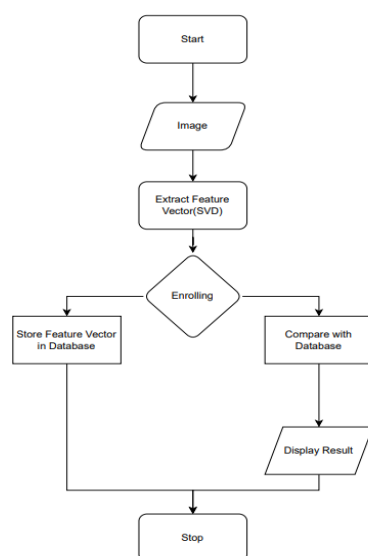 Start
Image
Extract Feature
Vector(SVD)
Enrolling
Store Feature Vector
in Database
Compare with
Database
Display Result
Stop